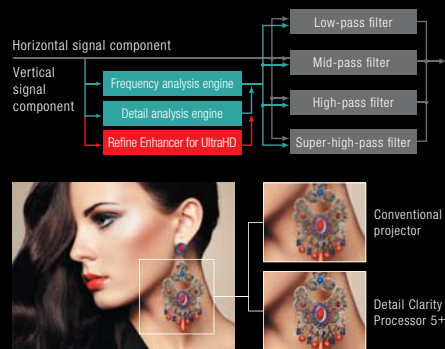 Low-pass filter
Horizontal signal component
Mid-pass filter
Vertical
signal
component
Frequency analysis engine
Detail analysis engine
High-pass filter
Refine Enhancer for UltraHD
Super-high-pass filter
Conventional
projector
Detail Clarity
Processor 5+